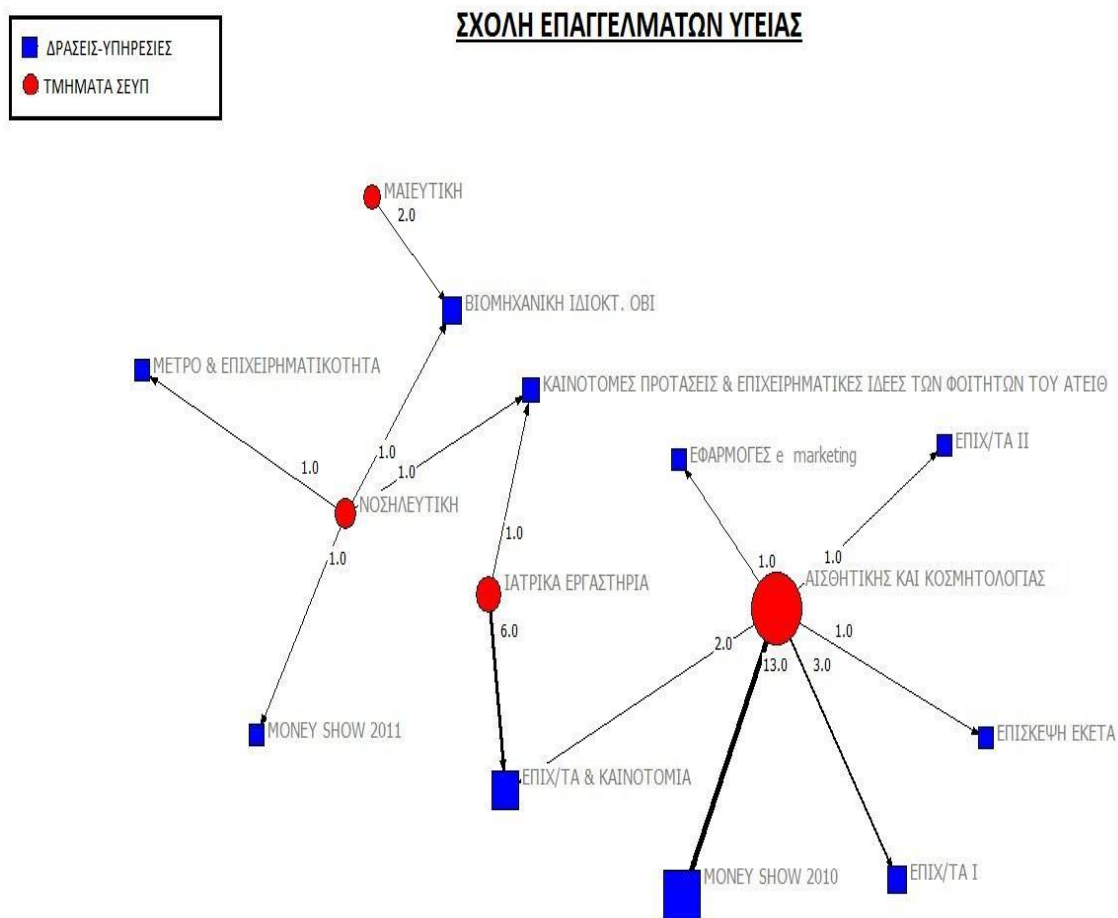 ΣΧΟΛΗ ΕΠΑΓΓΕΛΜΑΤΩΝ ΥΓΕΙΑΣ
ΔΡΑΣΕΙΣ-ΥΠΗΡΕΣΙΕΣ
ΤΜΗΜΑΤΑ ΣΕΥΠ
ΜΑΙΕΥΤΙΚΗ
2.0
ΒΙΟΜΗΧΑΝΙΚΗ ΙΔΙΟΚΤ. ΟΒΙ
ΜΕΤΡΟ & ΕΠΙΧΕΙΡΗΜΑΤΙΚΟΤΗΤΑ
ΚΑΙΝΟΤΟΜΕΣ ΠΡΟΤΑΣΕΙΣ & ΕΠΙΧΕΙΡΗΜΑΤΙΚΕΣ ΙΔΕΕΣ ΤΩΝ ΦΟΙΤΗΤΩΝ ΤΟΥ ΑΤΕΙΘ
ΕΠΙΧ/ΤΑ ΙΙ
ΕΦΑΡΜΟΓΕΣ e marketing
1.0
1.0
1.0
ΝΟΣΗΛΕΥΤΙΚΗ
1.0
1.0
1.0
1.0
ΙΑΤΡΙΚΑ ΕΡΓΑΣΤΗΡΙΑ
ΑΙΣΘΗΤΙΚΗΣ ΚΑΙ ΚΟΣΜΗΤΟΛΟΓΙΑΣ
6.0
2.0
1.0
13.0
3.0
MONEY SHOW 2011
ΕΠΙΣΚΕΨΗ ΕΚΕΤΑ
ΕΠΙΧ/ΤΑ & ΚΑΙΝΟΤΟΜΙΑ
MONEY SHOW 2010
ΕΠΙΧ/ΤΑ Ι